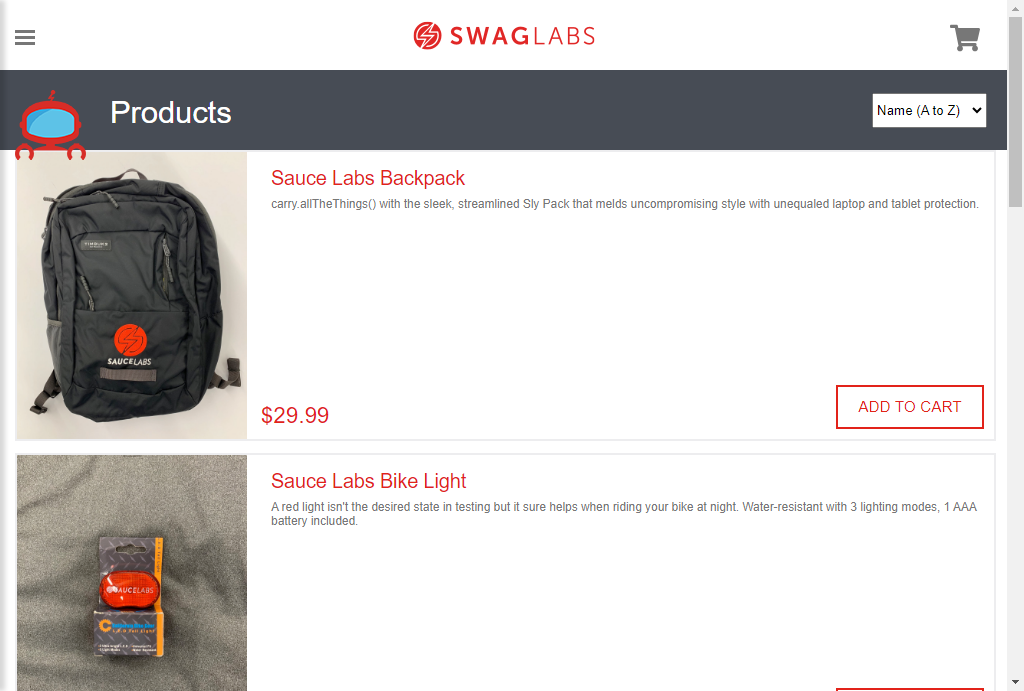 SWAGLABS
Products
Name (A to Z)
Sauce Labs Backpack
carry.allTheThings() with the sleek, streamlined Sly Pack that melds uncompromising style with unequaled laptop and tablet protection.
SAUCELABS
$29.99
ADD TO CART
Sauce Labs Bike Light
A red light isn't the desired state in testing but it sure helps when riding your bike at night. Water-resistant with 3 lighting modes, 1 AAA
battery included.
SAUCELABS